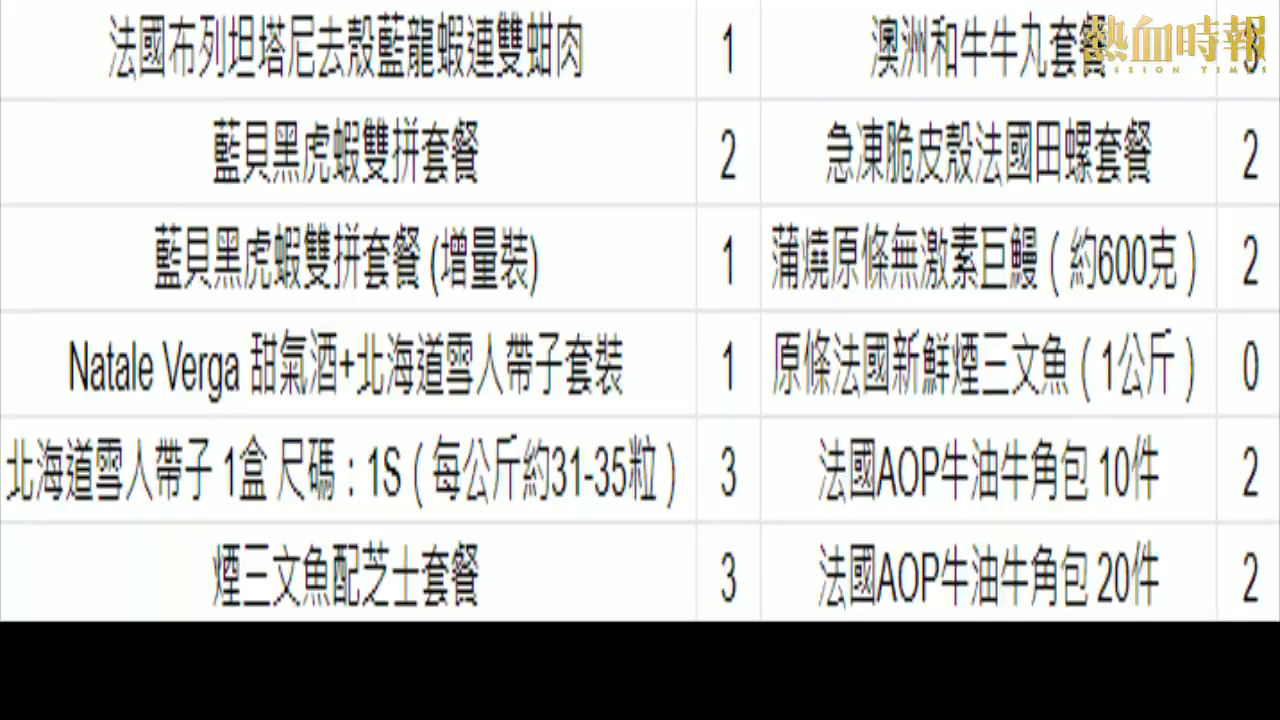 法國布列坦塔尼去殼藍龍蝦連雙蚶肉 1 澳洲和牛牛丸套餐
熱血時報
PASSION TIMES
藍貝黑虎蝦雙拼套餐 2 急凍脆皮殼法國田螺套餐 2
藍貝黑虎蝦雙拼套餐 (增量裝) 1 蒲燒原條無激素巨鰻（約600克） 2
Natale Verga 甜氣酒+北海道雪人帶子套裝 1 原條法國新鮮煙三文魚（1公斤） 0
北海道雪人帶子 1盒 尺碼：1S（每公斤約31-35粒） 3 法國AOP牛油牛角包 10件 2
煙三文魚配芝士套餐 3 法國AOP牛油牛角包 20件 2